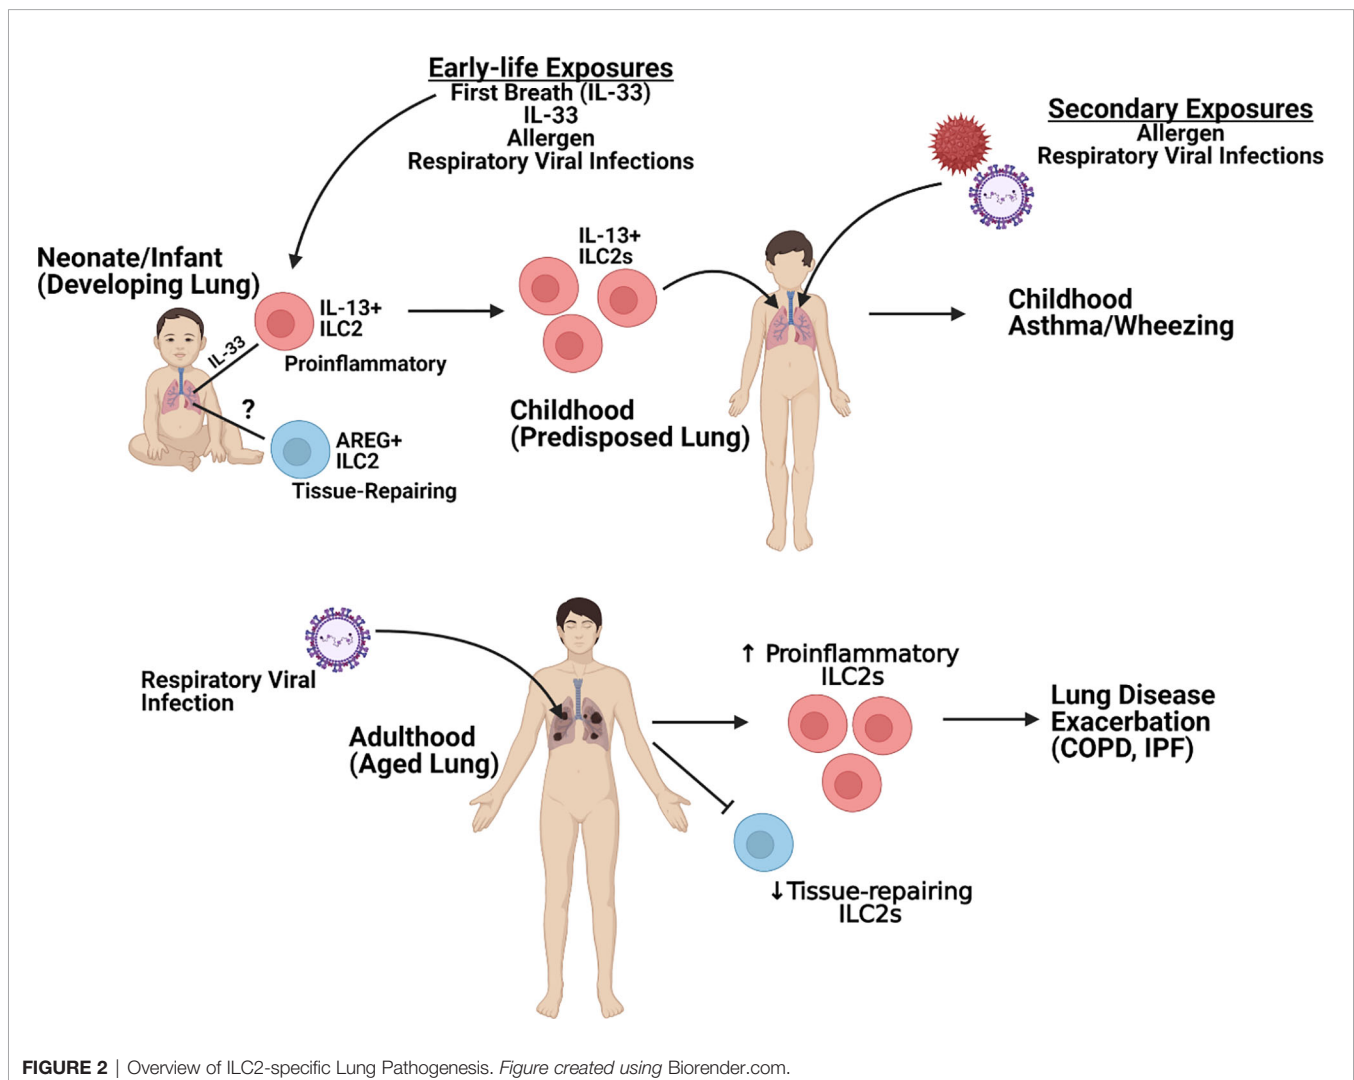 Early-life Exposures
First Breath (IL-33)
IL-33
Allergen
Respiratory Viral Infections
Secondary Exposures
Allergen
Respiratory Viral Infections
Neonate/Infant
(Developing Lung)
IL-33
IL-13+
ILC2
Proinflammatory
?
AREG+
ILC2
Tissue-Repairing
IL-13+
ILC2s
Childhood
(Predisposed Lung)
Childhood
Asthma/Wheezing
Respiratory Viral
Infection
Adulthood
(Aged Lung)
↑ Proinflammatory
ILC2s
↓Tissue-repairing
ILC2s
Lung Disease
Exacerbation
(COPD, IPF)
FIGURE 2 | Overview of ILC2-specific Lung Pathogenesis. Figure created using Biorender.com.